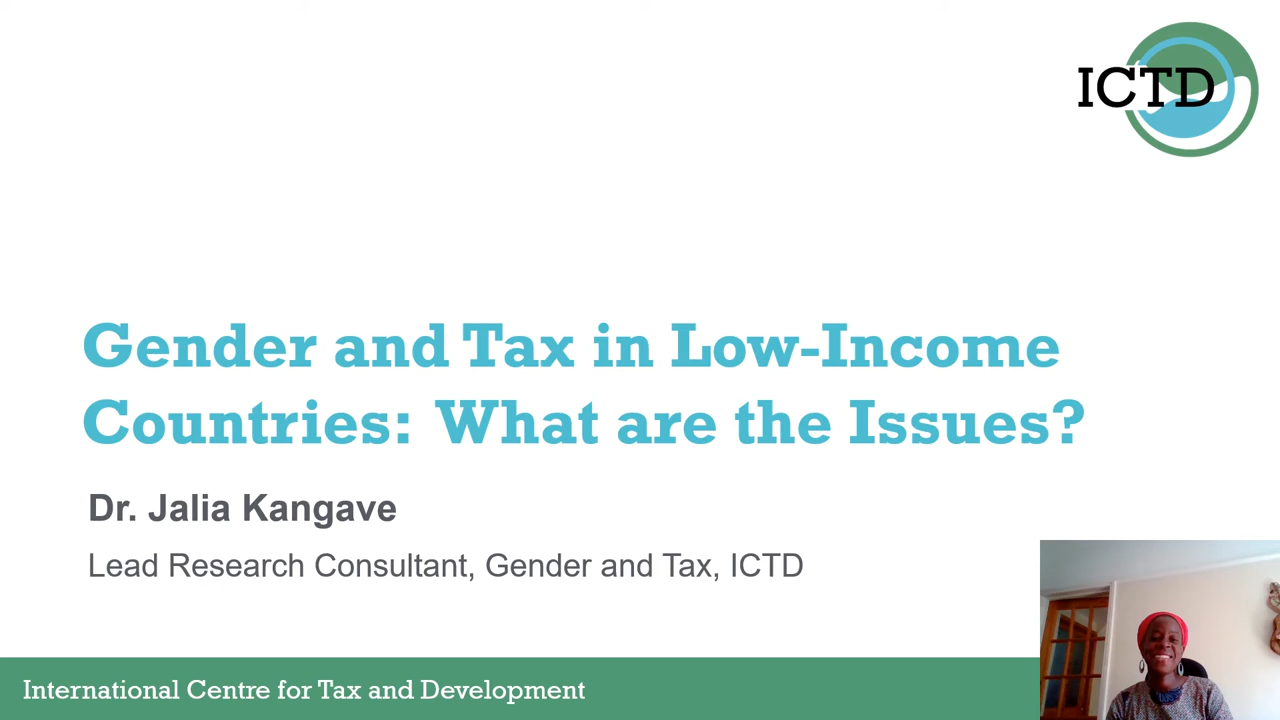 ICTD
Gender and Tax in Low-Income
Countries: What are the Issues?
Dr. Jalia Kangave
Lead Research Consultant, Gender and Tax, ICTD
International Centre for Tax and Development